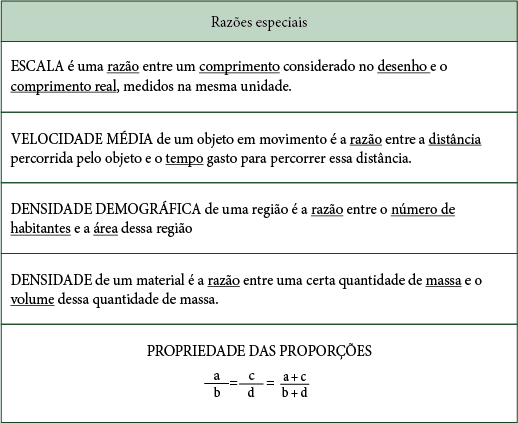 Razões especiais
ESCALA é uma razão entre um comprimento considerado no desenho e o
comprimento real, medidos na mesma unidade.
VELOCIDADE MÉDIA de um objeto em movimento é a razão entre a distância
percorrida pelo objeto e o tempo gasto para percorrer essa distância.
DENSIDADE DEMOGRÁFICA de uma região é a razão entre o número de
habitantes e a área dessa região
DENSIDADE de um material é a razão entre uma certa quantidade de massa e o
volume dessa quantidade de massa.
PROPRIEDADE DAS PROPORÇÕES
a/b = c/d = a+c/b+d